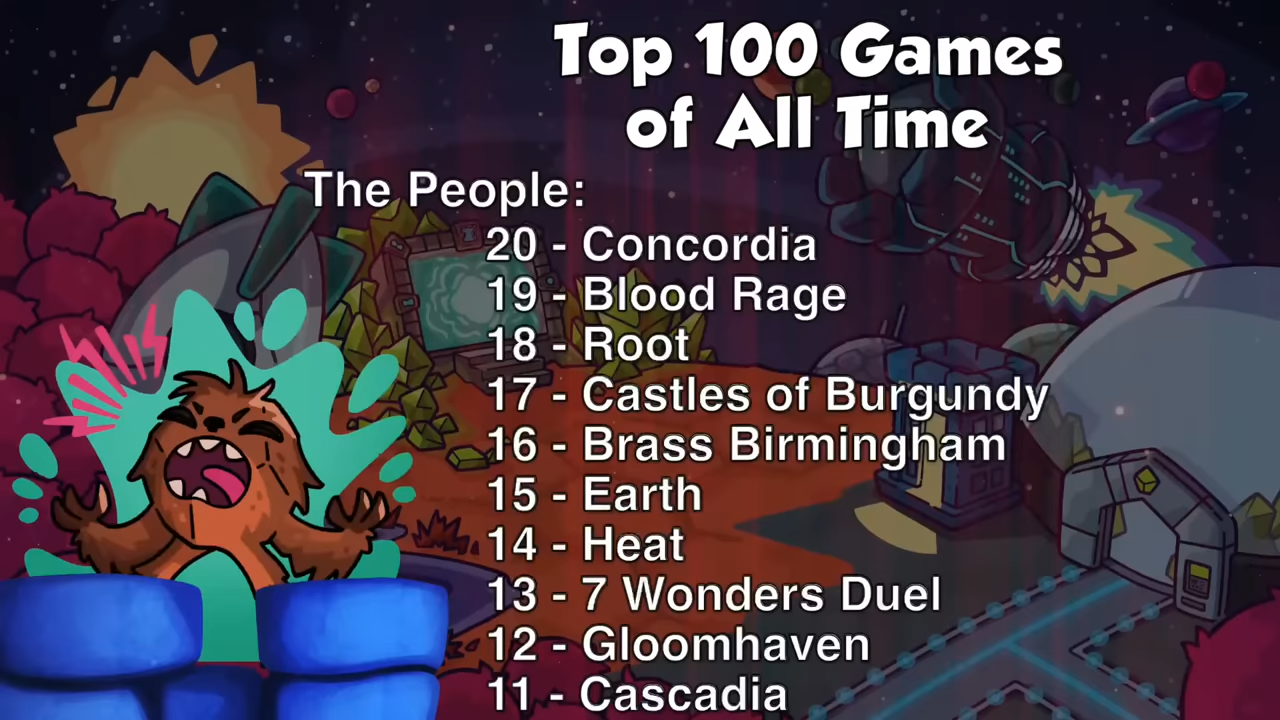 Top 100 Games
of All Time
The People:
20 - Concordia
19 - Blood Rage
18 - Root
17 - Castles of Burgundy
16 - Brass Birmingham
15 - Earth
14 - Heat
13 - 7 Wonders Duel
12 - Gloomhaven
11 - Cascadia